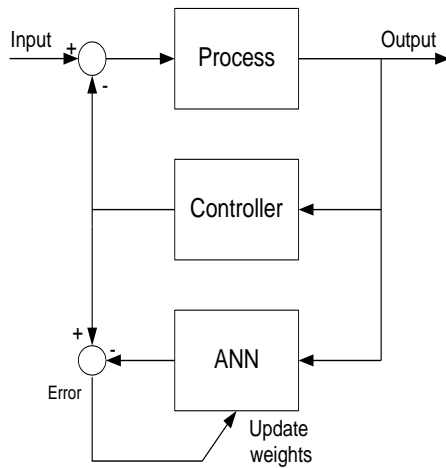 Input
+
-
Process
Output
Controller
+
-
ANN
Error
Update
weights